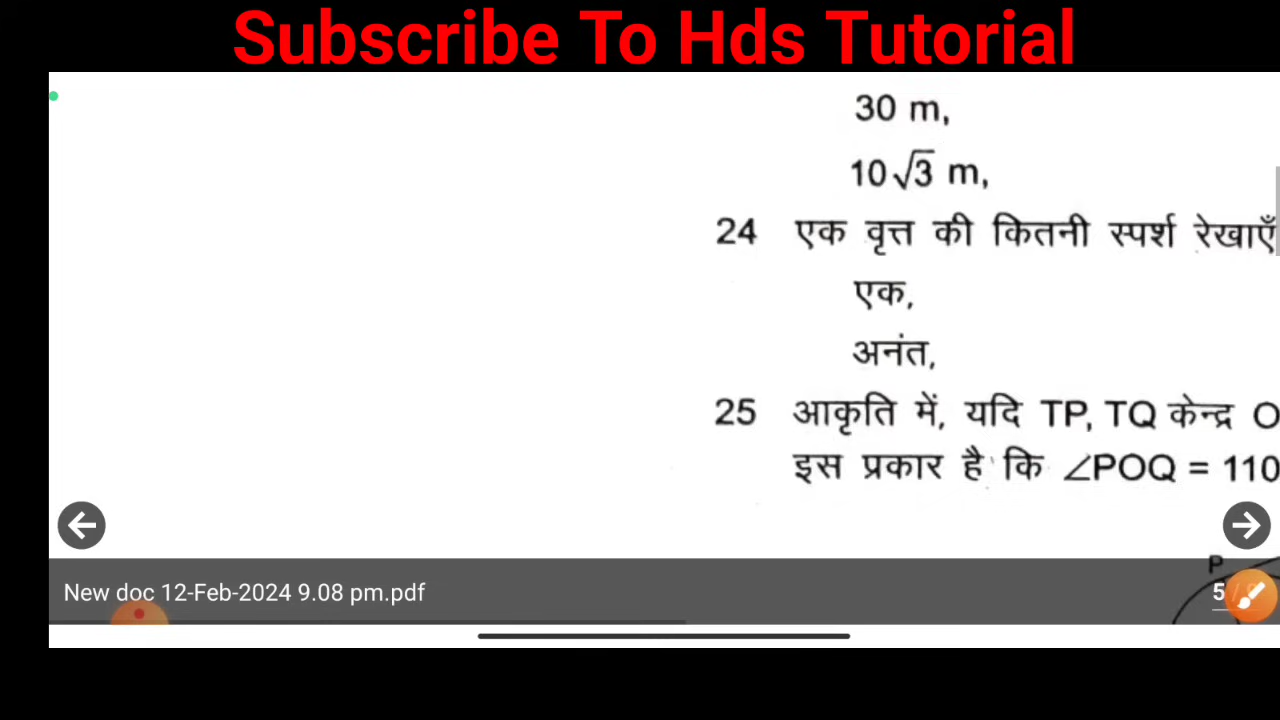 Subscribe To Hds Tutorial
30 m,
10√3 m,
24 एक वृत्त की कितनी स्पर्श रेखाएँ
एक,
अनंत,
25 आकृति में, यदि TP, TQ केन्द्र O
इस प्रकार है कि ∠POQ = 110
P
New doc 12-Feb-2024 9.08 pm.pdf
5 /